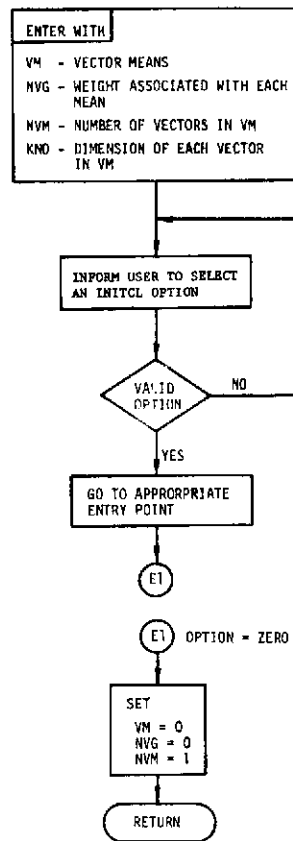 ENTER WITH
VM - VECTOR MEANS
NVG - WEIGHT ASSOCIATED WITH EACH
MEAN
NVM - NUMBER OF VECTORS IN VM
KNO - DIMENSION OF EACH VECTOR
IN VM
INFORM USER TO SELECT
AN INITCL OPTION
VALID
OPTION
NO
YES
GO TO APPRORPRIATE
ENTRY POINT
E1
E1 OPTION = ZERO
SET
VM = 0
NVG = 0
NVM = 1
RETURN